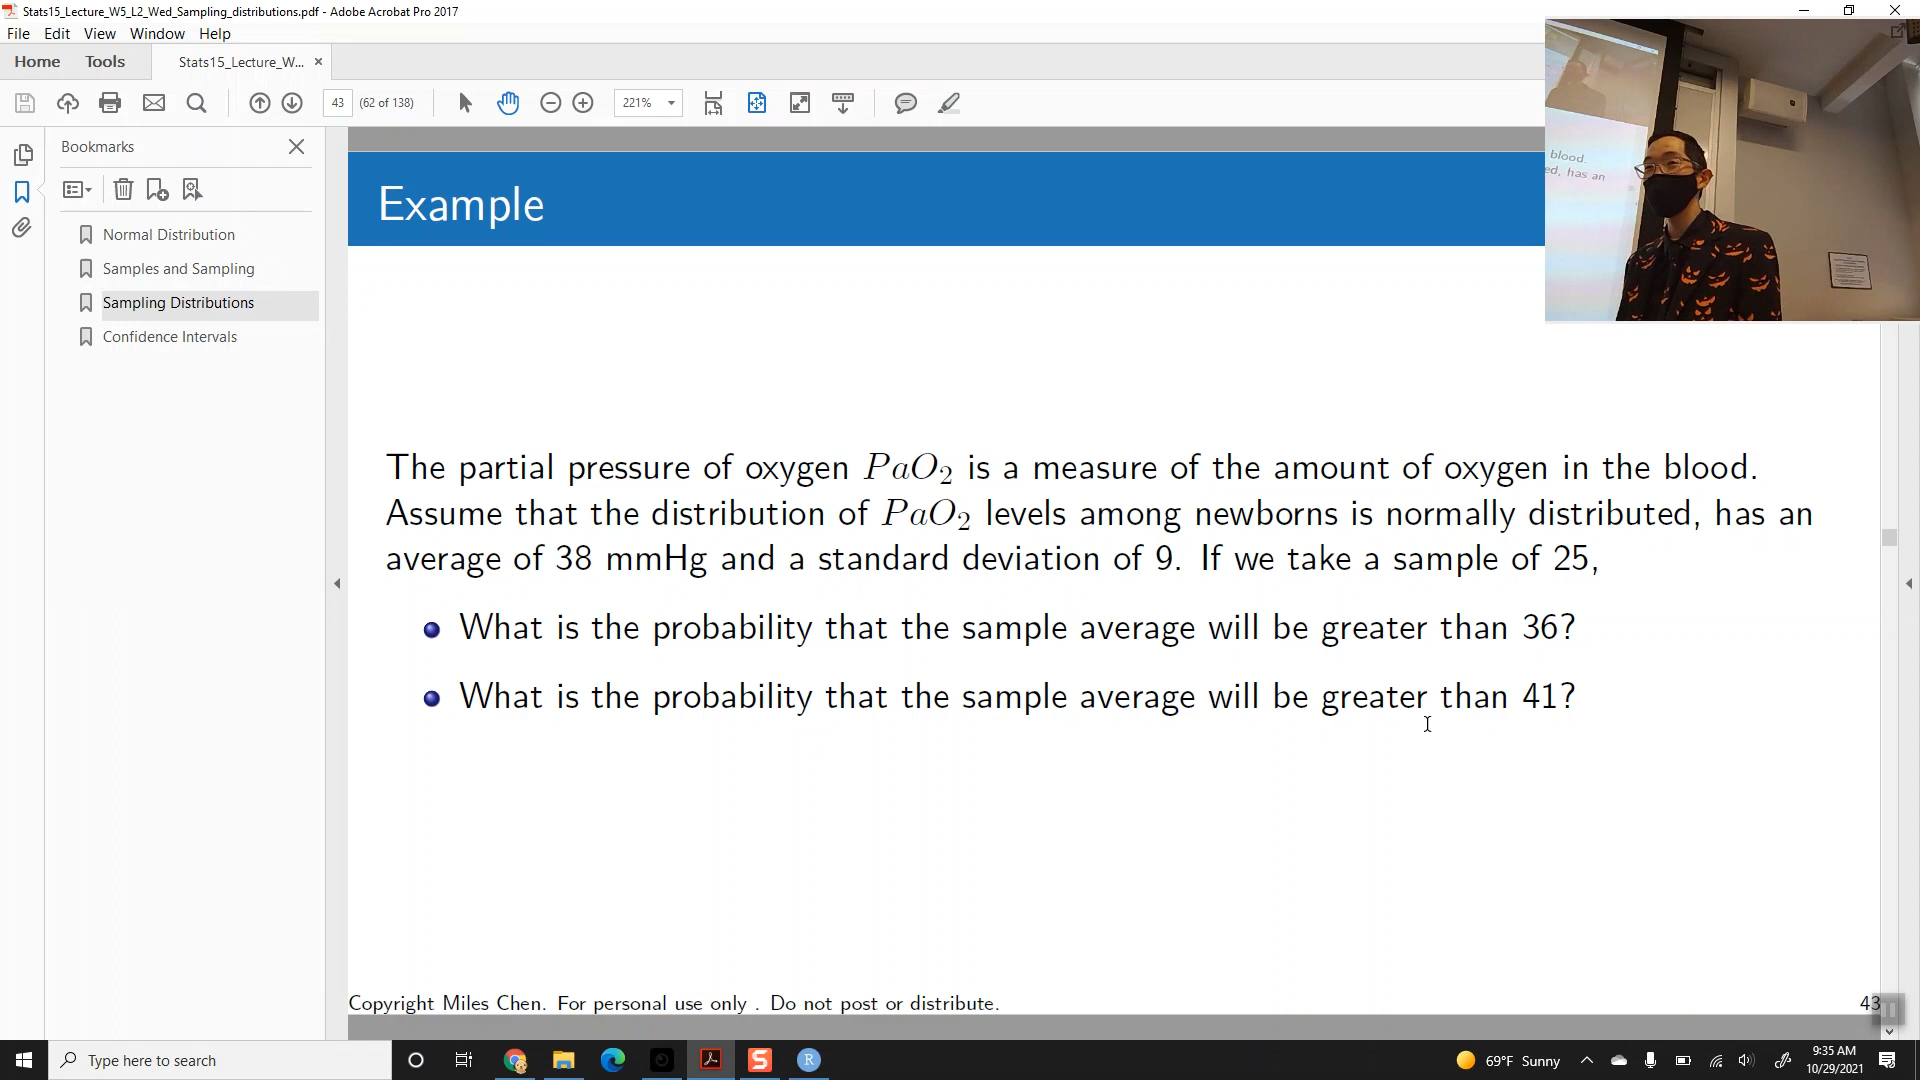 Stats15_Lecture_W5_L2_Wed_Sampling_distributions.pdf - Adobe Acrobat Pro 2017
File Edit View Window Help
Home Tools Stats15_Lecture_W... ×
43 (62 of 138) 221%
Bookmarks
Normal Distribution
Samples and Sampling
Sampling Distributions
Confidence Intervals
Example
blood.
ed, has an
The partial pressure of oxygen PaO₂ is a measure of the amount of oxygen in the blood.
Assume that the distribution of PaO₂ levels among newborns is normally distributed, has an
average of 38 mmHg and a standard deviation of 9. If we take a sample of 25,
What is the probability that the sample average will be greater than 36?
What is the probability that the sample average will be greater than 41?
Copyright Miles Chen. For personal use only . Do not post or distribute.
43
Type here to search
69°F Sunny
9:35 AM
10/29/2021